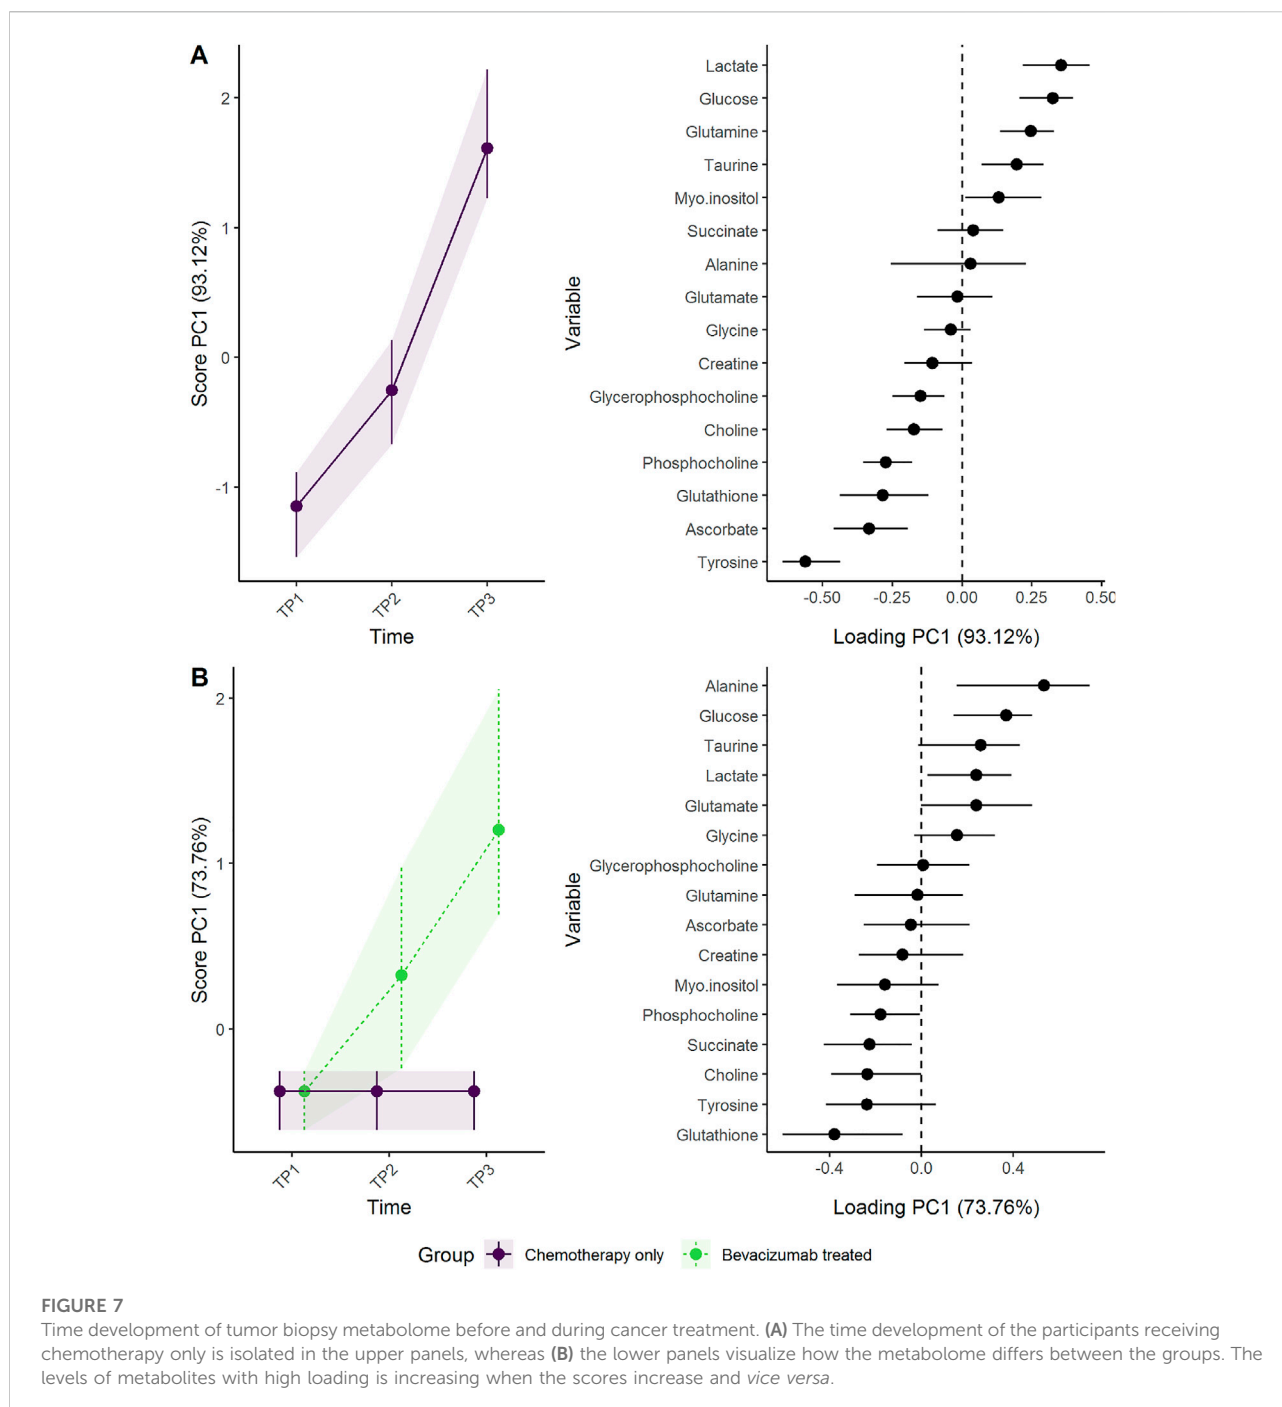 A
Score PC1 (93.12%)
2
1
0
-1
TP1
TP2
TP3
Time
Variable
Lactate
Glucose
Glutamine
Taurine
Myo.inositol
Succinate
Alanine
Glutamate
Glycine
Creatine
Glycerophosphocholine
Choline
Phosphocholine
Glutathione
Ascorbate
Tyrosine
-0.50 -0.25 0.00 0.25 0.50
Loading PC1 (93.12%)
B
Score PC1 (73.76%)
2
1
0
TP1
TP2
TP3
Time
Variable
Alanine
Glucose
Taurine
Lactate
Glutamate
Glycine
Glycerophosphocholine
Glutamine
Ascorbate
Creatine
Myo.inositol
Phosphocholine
Succinate
Choline
Tyrosine
Glutathione
-0.4 0.0 0.4
Loading PC1 (73.76%)
Group Chemotherapy only Bevacizumab treated
FIGURE 7
Time development of tumor biopsy metabolome before and during cancer treatment. (A) The time development of the participants receiving
chemotherapy only is isolated in the upper panels, whereas (B) the lower panels visualize how the metabolome differs between the groups. The
levels of metabolites with high loading is increasing when the scores increase and vice versa.